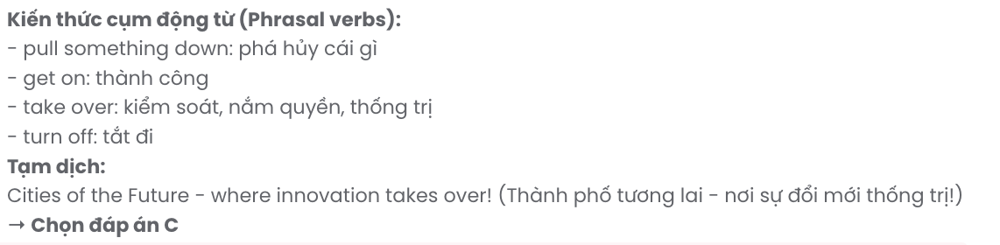 Kiến thức cụm động từ (Phrasal verbs):
- pull something down: phá hủy cái gì
- get on: thành công
- take over: kiểm soát, nắm quyền, thống trị
- turn off: tắt đi
Tạm dịch:
Cities of the Future - where innovation takes over! (Thành phố tương lai - nơi sự đổi mới thống trị!)
→ Chọn đáp án C